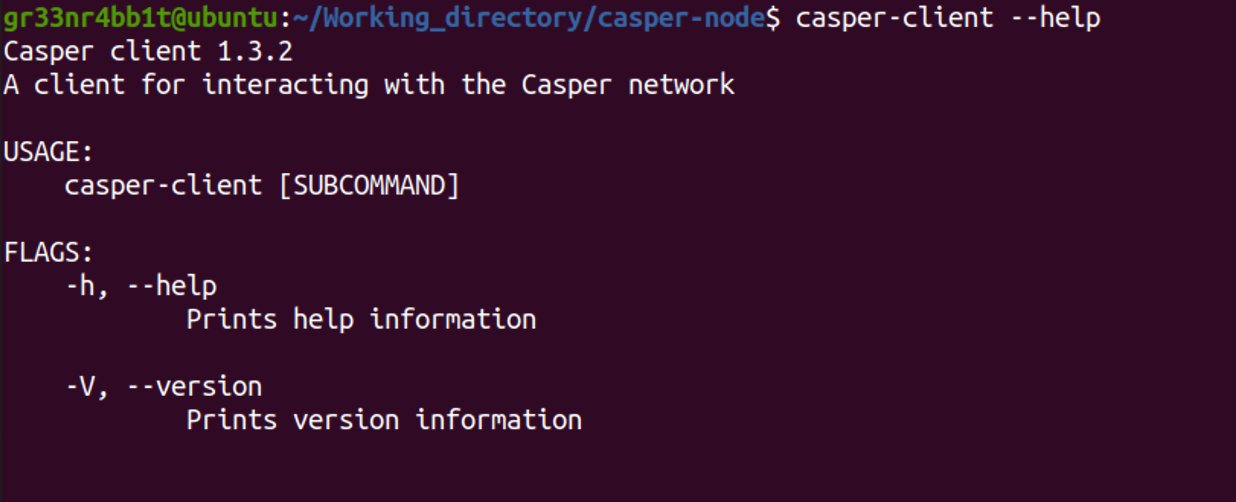 gr33nr4bb1t@ubuntu:~/Working_directory/casper-node$ casper-client --help
Casper client 1.3.2
A client for interacting with the Casper network
USAGE:
casper-client [SUBCOMMAND]
FLAGS:
-h, --help
Prints help information
-V, --version
Prints version information